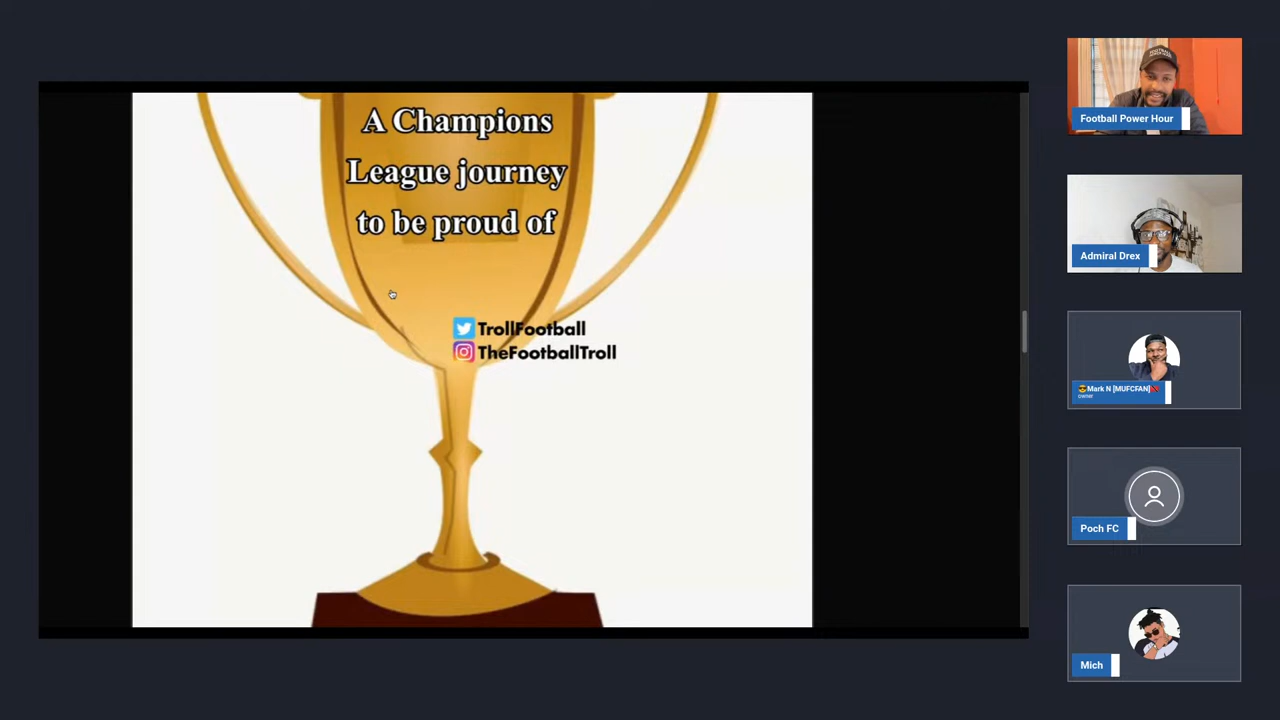 A Champions
League journey
to be proud of
TrollFootball
TheFootballTroll
Football Power Hour
Admiral Drex
😎Mark N [MUFCFAN]🇹🇹
owner
Poch FC
Mich